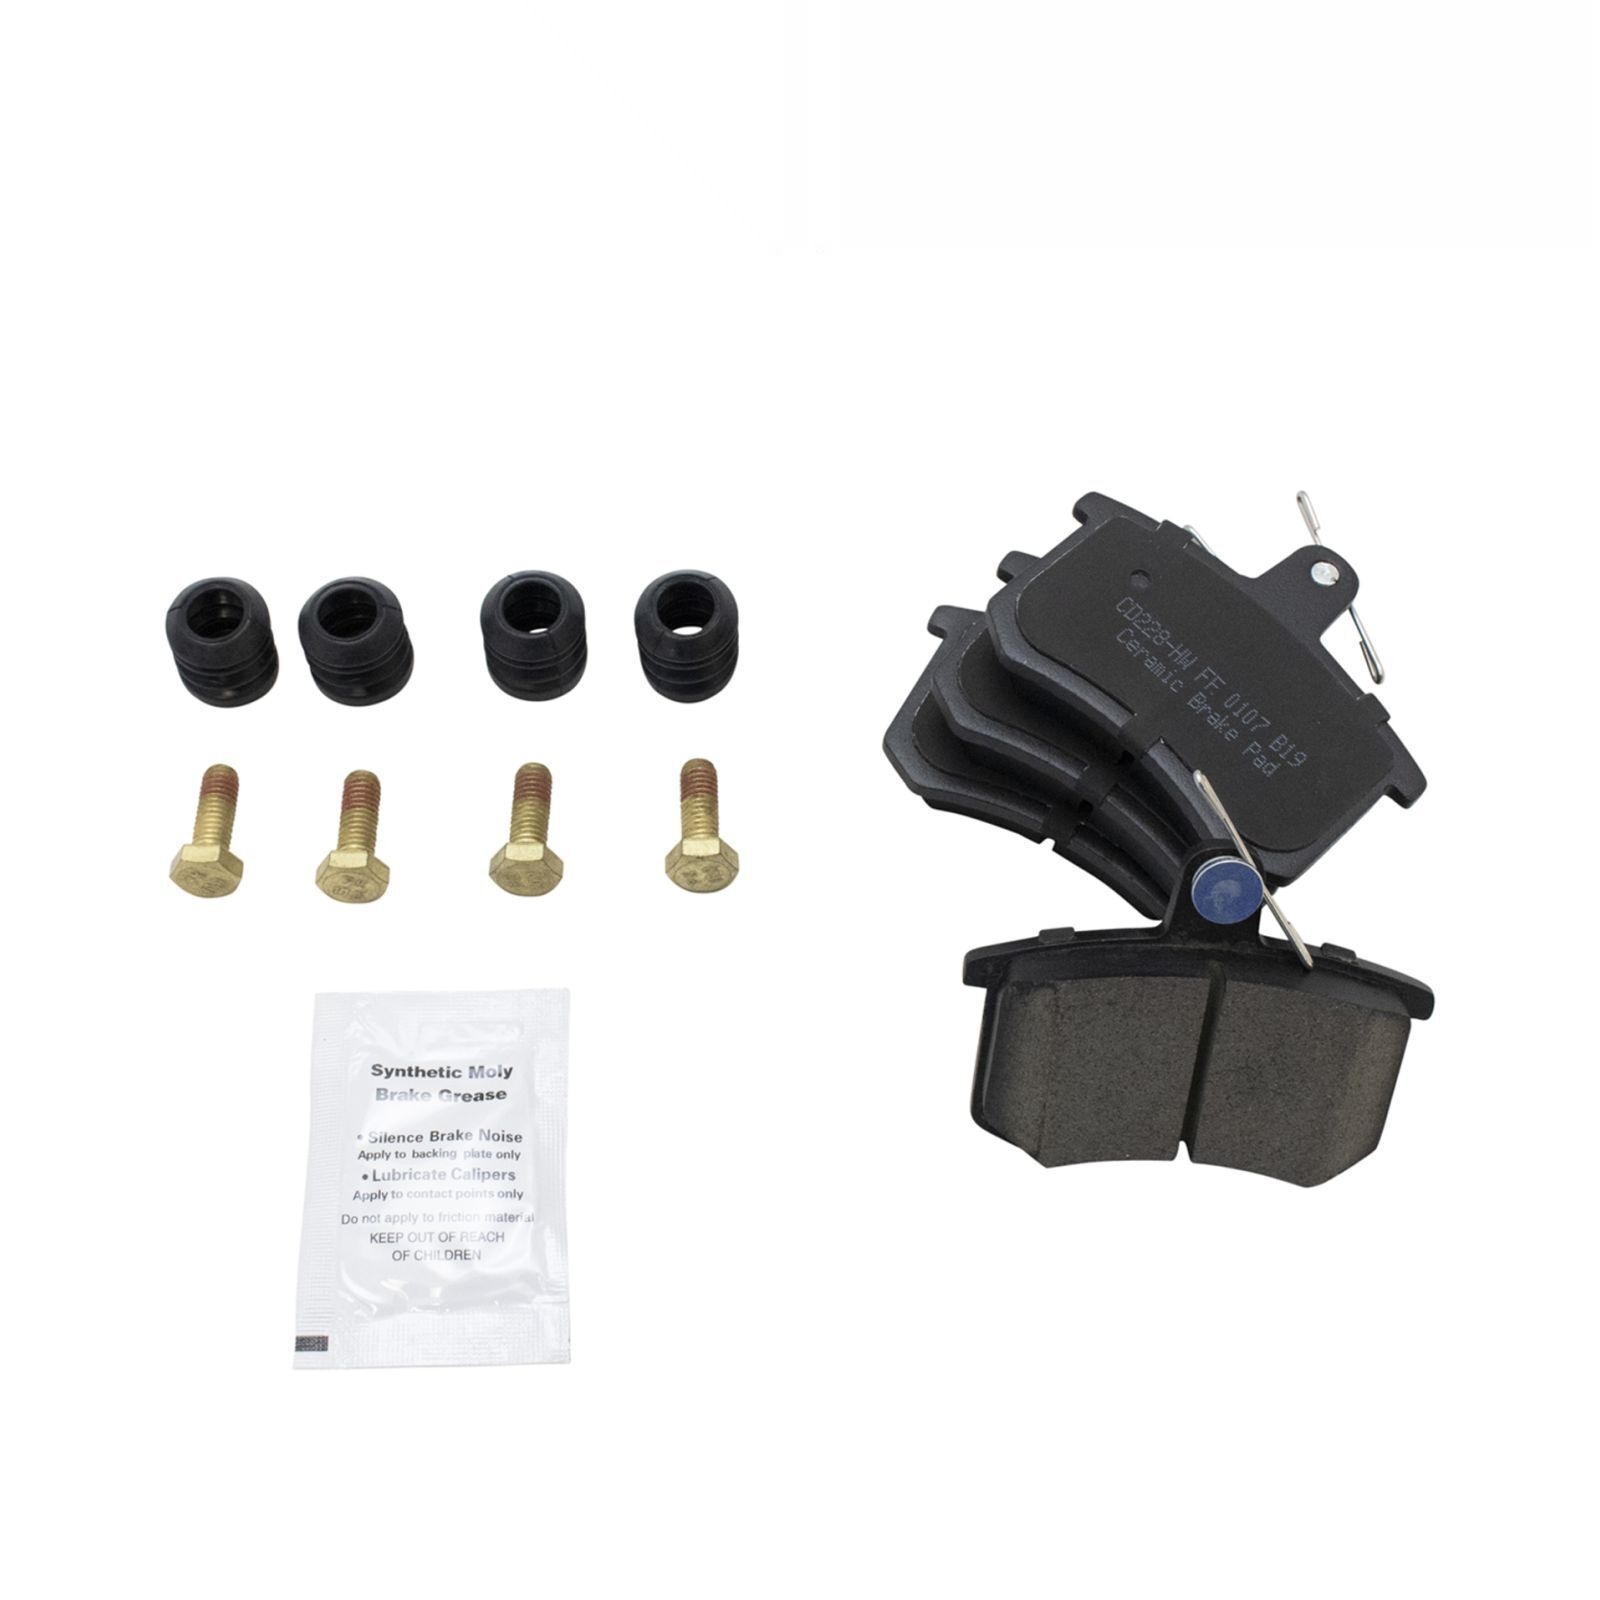 CD228-HW FF 0107 B19
Ceramic Brake Pad
Synthetic Moly
Brake Grease
• Silence Brake Noise
Apply to backing plate only
• Lubricate Calipers
Apply to contact points only
Do not apply to friction material
KEEP OUT OF REACH
OF CHILDREN